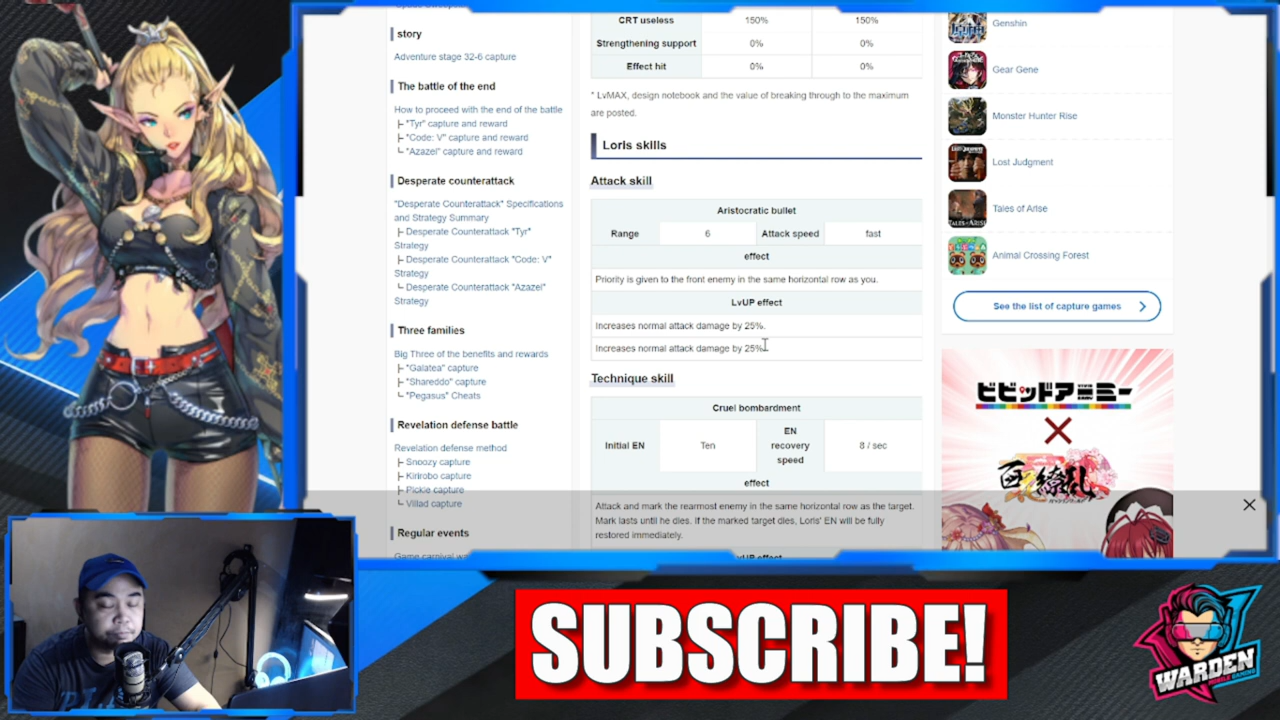 story
Adventure stage 32-6 capture
The battle of the end
How to proceed with the end of the battle
"Tyr" capture and reward
"Code: V" capture and reward
"Azazel" capture and reward
Desperate counterattack
"Desperate Counterattack" Specifications
and Strategy Summary
Desperate Counterattack "Tyr"
Strategy
Desperate Counterattack "Code: V"
Strategy
Desperate Counterattack "Azazel"
Strategy
Three families
Big Three of the benefits and rewards
"Galatea" capture
"Shareddo" capture
"Pegasus" Cheats
Revelation defense battle
Revelation defense method
Snoozy capture
Kirirobo capture
Pickie capture
Villad capture
Regular events
CRT useless 150% 150%
Strengthening support 0% 0%
Effect hit 0% 0%
* LvMAX, design notebook and the value of breaking through to the maximum
are posted.
Loris skills
Attack skill
Aristocratic bullet
Range 6 Attack speed fast
effect
Priority is given to the front enemy in the same horizontal row as you.
LvUP effect
Increases normal attack damage by 25%.
Increases normal attack damage by 25%.
Technique skill
Cruel bombardment
Initial EN Ten EN recovery speed 8 / sec
effect
Attack and mark the rearmost enemy in the same horizontal row as the target.
Mark lasts until he dies. If the marked target dies, Loris' EN will be fully
restored immediately.
Genshin
Gear Gene
Monster Hunter Rise
Lost Judgment
Tales of Arise
Animal Crossing Forest
See the list of capture games
ビビッドアーミー
百花繚乱
SUBSCRIBE!
WARDEN
MOBILE GAMING